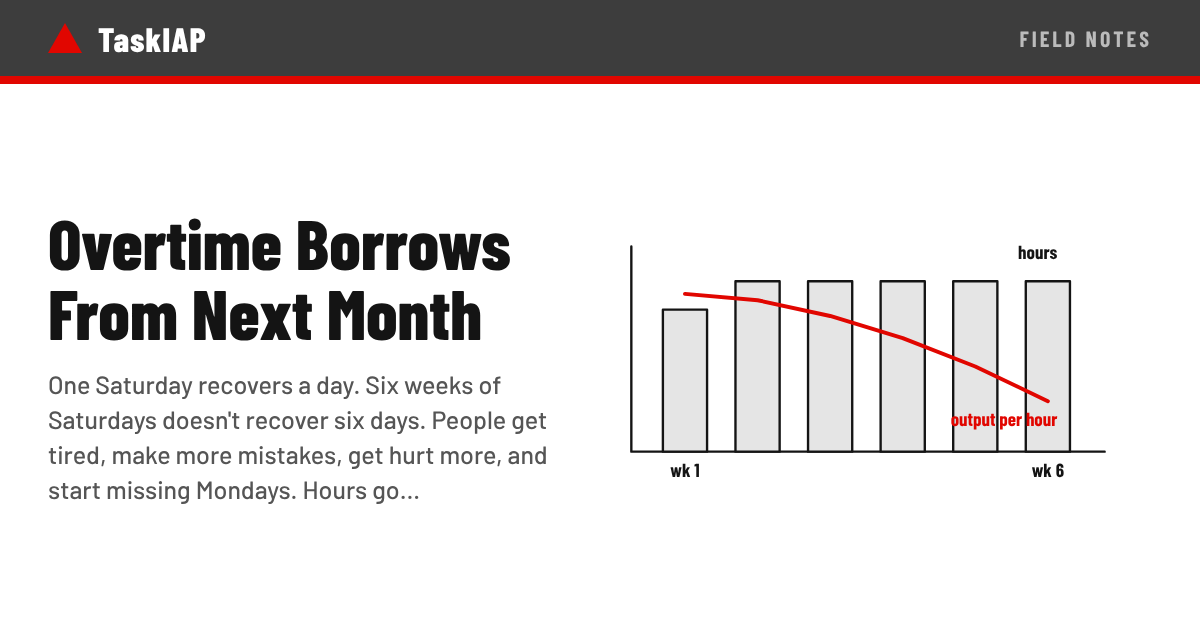 TaskIAP
FIELD NOTES
Overtime Borrows
From Next Month
One Saturday recovers a day. Six weeks of
Saturdays doesn't recover six days. People get
tired, make more mistakes, get hurt more, and
start missing Mondays. Hours go...
hours
output per hour
wk 1
wk 6